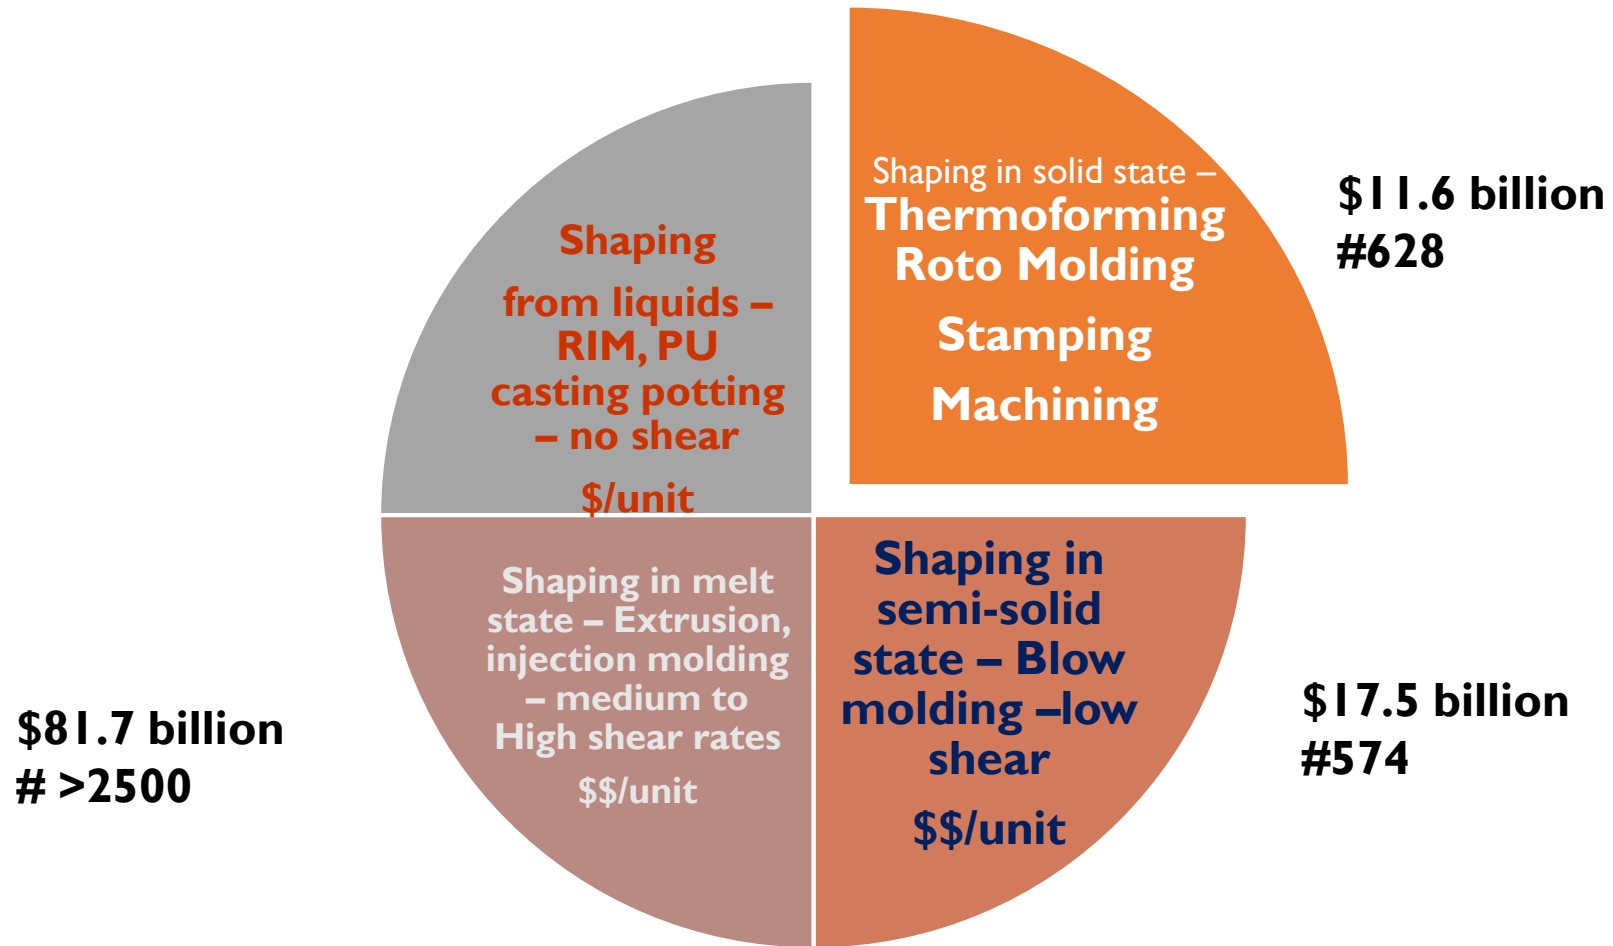 Shaping
from liquids –
RIM, PU
casting potting
– no shear
$/unit
Shaping in solid state –
Thermoforming
Roto Molding
Stamping
Machining
$11.6 billion
#628
Shaping in melt
state – Extrusion,
injection molding
– medium to
High shear rates
$$/unit
$81.7 billion
# >2500
Shaping in
semi-solid
state – Blow
molding –low
shear
$$/unit
$17.5 billion
#574